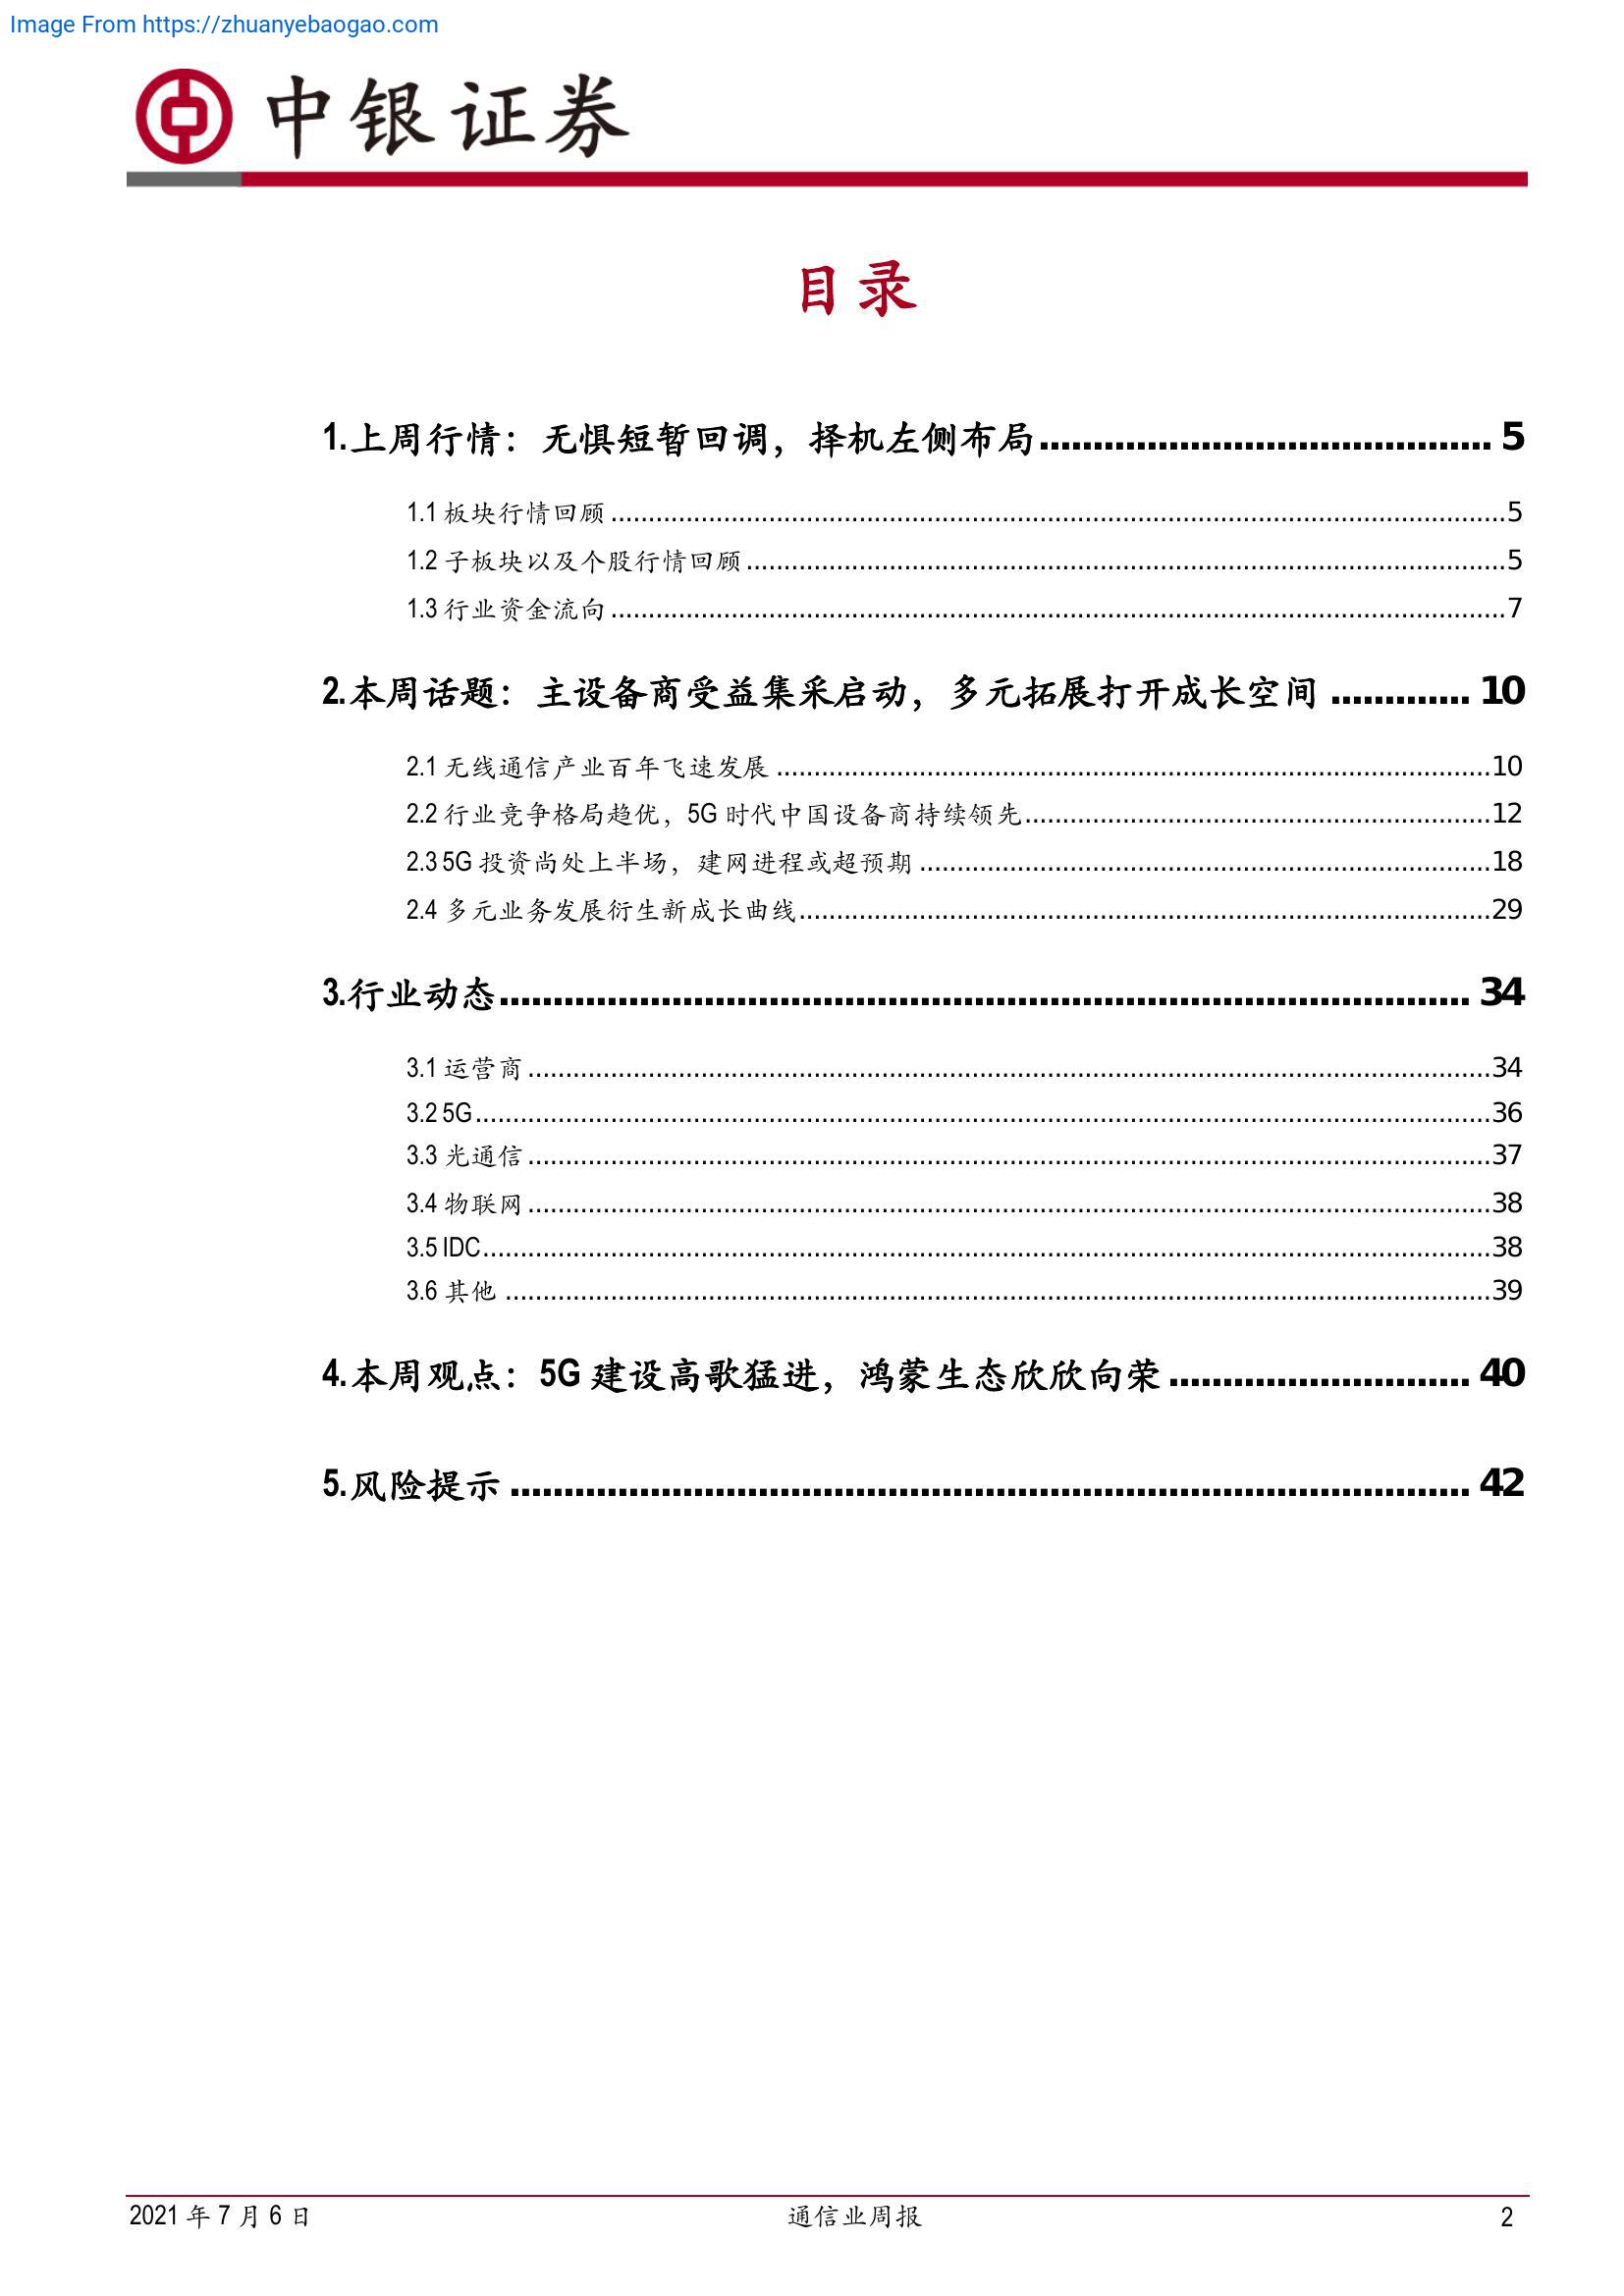 Image From https://zhuanyebaogao.com
中银证券
目录
1.上周行情：无惧短暂回调，择机左侧布局.......................................... 5
1.1 板块行情回顾........................................................................................................................5
1.2 子板块以及个股行情回顾.....................................................................................................5
1.3 行业资金流向........................................................................................................................7
2.本周话题：主设备商受益集采启动，多元拓展打开成长空间............. 10
2.1 无线通信产业百年飞速发展...............................................................................................10
2.2 行业竞争格局趋优，5G 时代中国设备商持续领先..............................................................12
2.3 5G 投资尚处上半场，建网进程或超预期............................................................................18
2.4 多元业务发展衍生新成长曲线............................................................................................29
3.行业动态.......................................................................................... 34
3.1 运营商.................................................................................................................................34
3.2 5G........................................................................................................................................36
3.3 光通信.................................................................................................................................37
3.4 物联网.................................................................................................................................38
3.5 IDC.......................................................................................................................................38
3.6 其他....................................................................................................................................39
4.本周观点：5G 建设高歌猛进，鸿蒙生态欣欣向荣............................ 40
5.风险提示......................................................................................... 42
2021 年 7 月 6 日 通信业周报 2